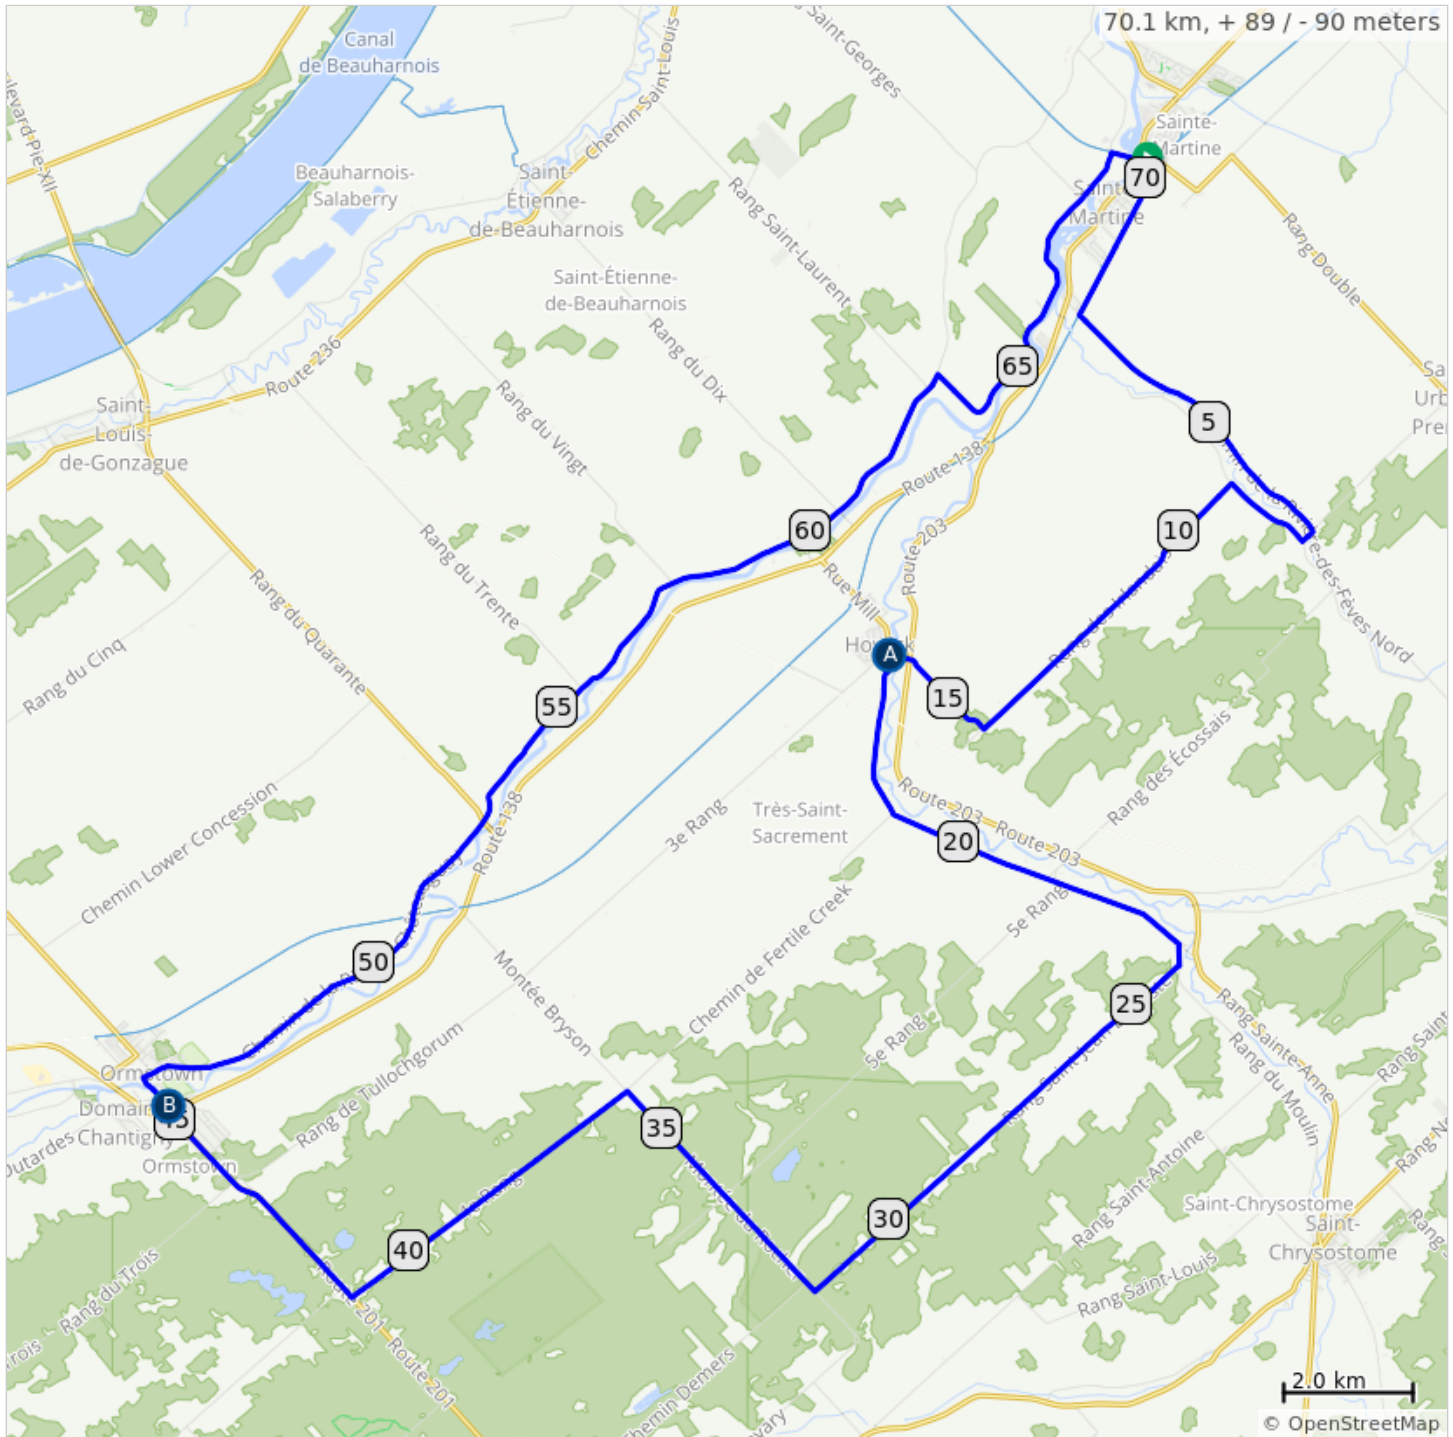 70.1 km, + 89 / - 90 meters
Canal
de Beauharnois
Saint-Georges
Chemin Saint-Louis
Sainte-
Martine
Beauharnois-
Salaberry
Saint-
Étienne-
de-Beauharnois
Rang Saint-Laurent
70
Martine
Rang Double
Saint-Étienne-
de-Beauharnois
Route 236
Rang du Dix
65
Saint-
Louis-
de-Gonzague
Rang du Vingt
5
Route 138
60
10
Route 203
Rang du Trente
Rue Mill
Rang du Quarante
A
Rang du Cinq
15
55
Rang des Écossais
Route 203
Route 203
Très-Saint-
Sacrement
3e Rang
20
Route 138
Chemin Lower Concession
5e Rang
Chemin de Fertile Creek
50
Montée Bryson
25
Rang Sainte-Anne
5e Rang
Rang du Moulin
Ormstown
B
Rang de Tullochgorum
35
Chantigny
Ormstown
Rang Saint-Antoine
Saint-Chrysostome
Saint-
Chrysostome
30
40
Rang du Trois
Route 201
Route 201
Rang Saint-Louis
Chemin Demers
2.0 km
© OpenStreetMap